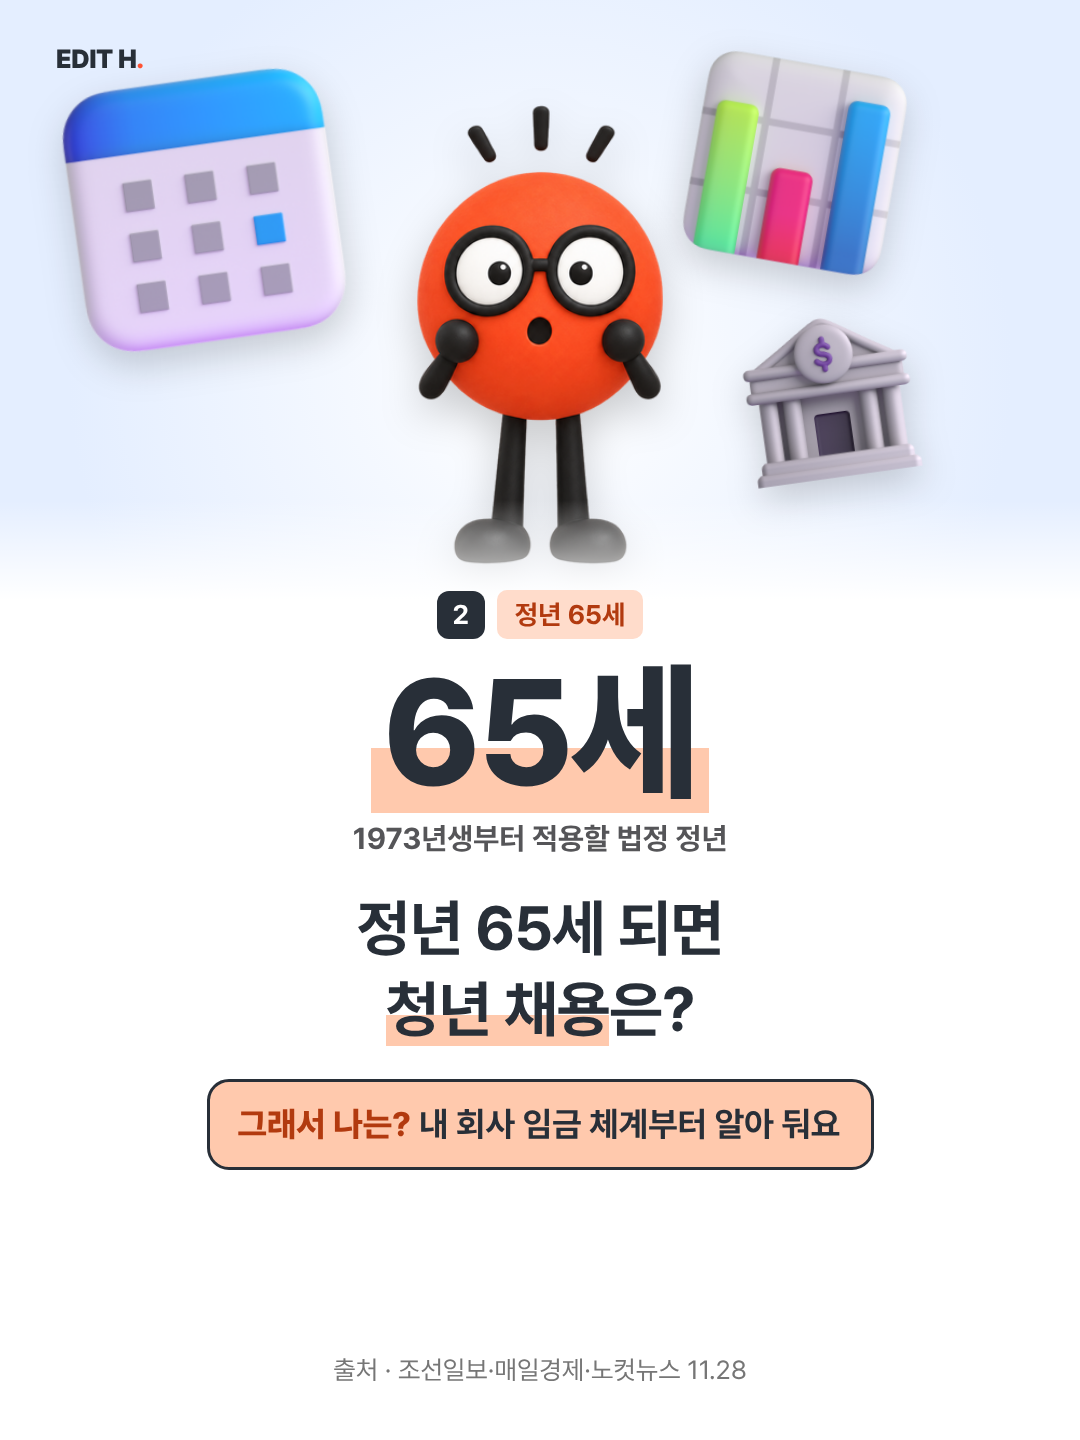 EDIT H.
$
2
정년 65세
65세
1973년생부터 적용할 법정 정년
정년 65세 되면
청년 채용은?
그래서 나는? 내 회사 임금 체계부터 알아 둬요
출처 · 조선일보·매일경제·노컷뉴스 11.28